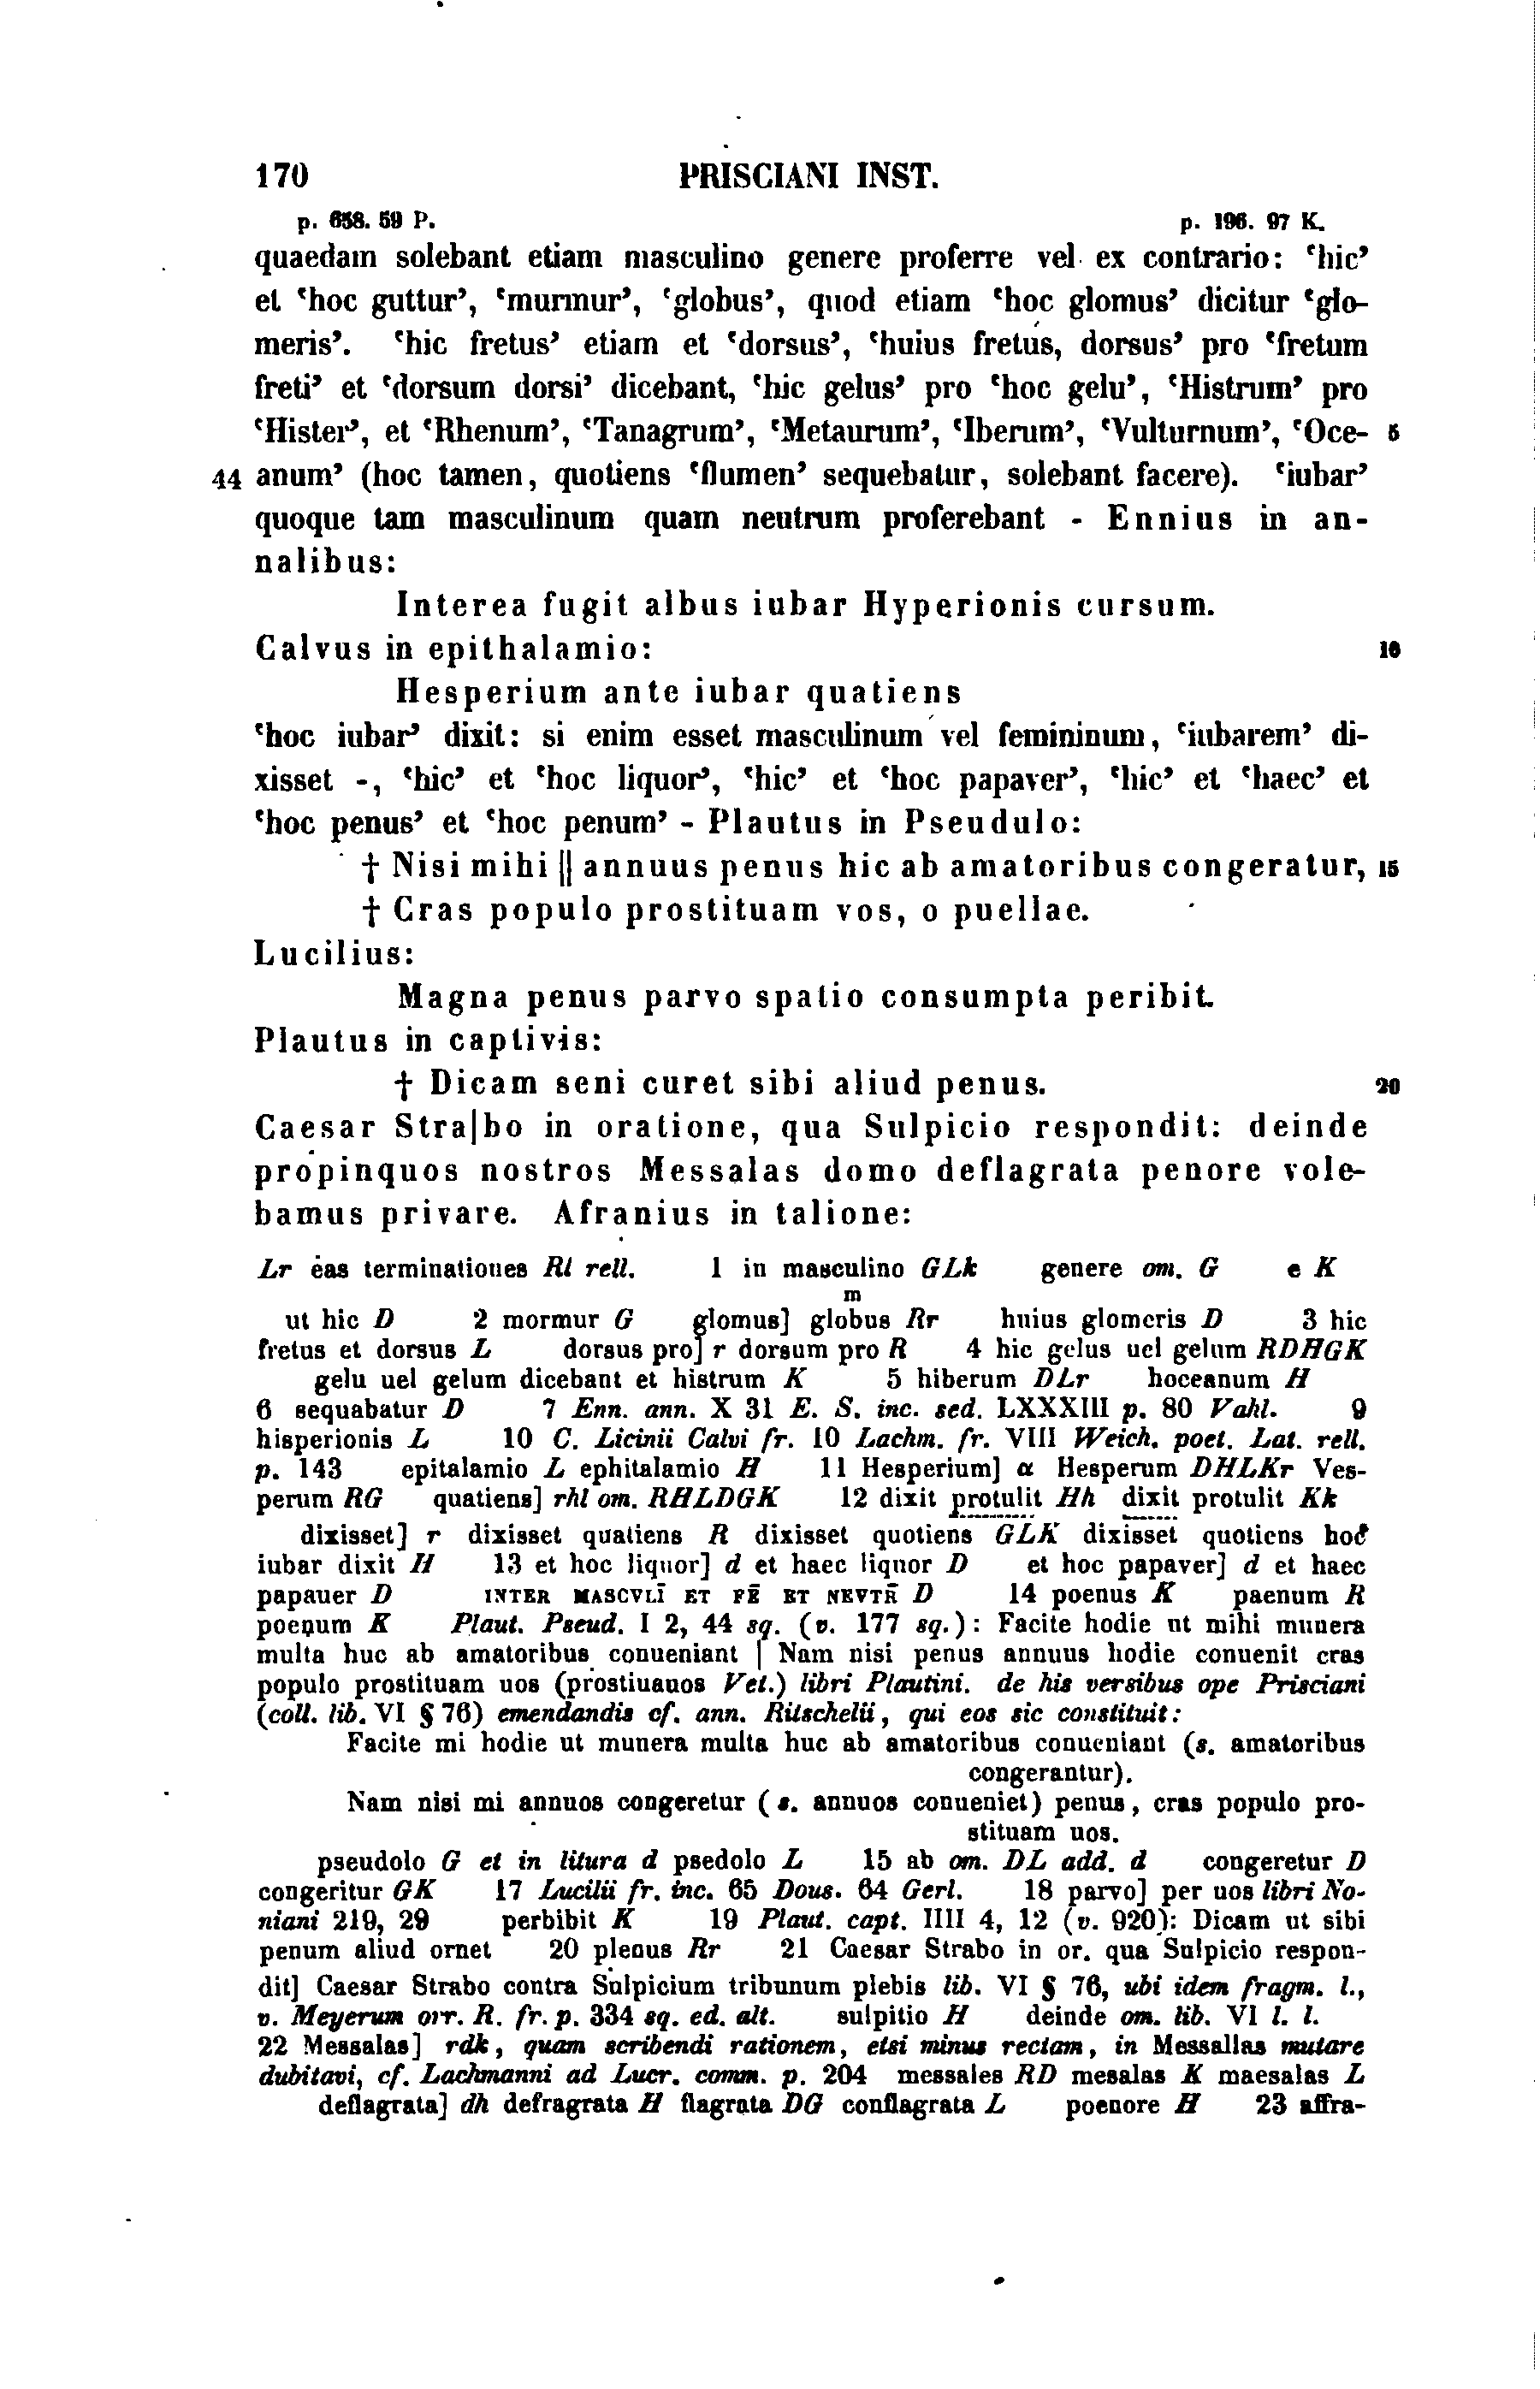 170 PRISCIANI INST.
p. 658. 59 P. p. 196. 97 K.
quaedam solebant etiam masculino genere proferre vel ex contrario: ‘hic’
et ‘hoc guttur’, ‘murmur’, ‘globus’, quod etiam ‘hoc glomus’ dicitur ‘glo-
meris’. ‘hic fretus’ etiam et ‘dorsus’, ‘huius fretus, dorsus’ pro ‘fretum
freti’ et ‘dorsum dorsi’ dicebant, ‘hic gelus’ pro ‘hoc gelu’, ‘Histrum’ pro
‘Hister’, et ‘Rhenum’, ‘Tanagrum’, ‘Metaurum’, ‘Iberum’, ‘Vulturnum’, ‘Oce- 5
44 anum’ (hoc tamen, quotiens ‘flumen’ sequebatur, solebant facere). ‘iubar’
quoque tam masculinum quam neutrum proferebant - Ennius in an-
nalibus:
Interea fugit albus iubar Hyperionis cursum.
Calvus in epithalamio: 10
Hesperium ante iubar quatiens
‘hoc iubar’ dixit: si enim esset masculinum vel femininum, ‘iubarem’ di-
xisset -, ‘hic’ et ‘hoc liquor’, ‘hic’ et ‘hoc papaver’, ‘hic’ et ‘haec’ et
‘hoc penus’ et ‘hoc penum’ - Plautus in Pseudulo:
† Nisi mihi || annuus penus hic ab amatoribus congeratur, 15
† Cras populo prostituam vos, o puellae.
Lucilius:
Magna penus parvo spatio consumpta peribit.
Plautus in captivis:
† Dicam seni curet sibi aliud penus. 20
Caesar Stra|bo in oratione, qua Sulpicio respondit: deinde
propinquos nostros Messalas domo deflagrata penore vole-
bamus privare. Afranius in talione:
Lr eas terminationes Rl rell. 1 in masculino GLk genere om. G e K
m
ut hic D 2 mormur G glomus] globus Rr huius glomeris D 3 hic
fretus et dorsus L dorsus pro] r dorsum pro R 4 hic gelus uel gelum RDHGK
gelu uel gelum dicebant et histrum K 5 hiberum DLr hoceanum H
6 sequabatur D 7 Enn. ann. X 31 E. S. inc. sed. LXXXIII p. 80 Vahl. 9
hisperionis L 10 C. Licinii Calvi fr. 10 Lachm. fr. VIII Weich. poet. Lat. rell.
p. 143 epitalamio L ephitalamio H 11 Hesperium] α Hesperum DHLKr Ves-
perum RG quatiens] rhl om. RHLDGK 12 dixit protulit Hh dixit protulit Kk
dixisset] r dixisset quatiens R dixisset quotiens GLK dixisset quotiens hoc
iubar dixit H 13 et hoc liquor] d et haec liquor D et hoc papaver] d et haec
papauer D INTER MASCVLĪ ET FĒ ET NEVTR̄ D 14 poenus K paenum R
poenum K Plaut. Pseud. I 2, 44 sq. (v. 177 sq.): Facite hodie ut mihi munera
multa huc ab amatoribus conueniant | Nam nisi penus annuus hodie conuenit cras
populo prostituam uos (prostiuauos Vet.) libri Plautini. de his versibus ope Prisciani
(coll. lib. VI § 76) emendandis cf. ann. Ritschelii, qui eos sic constituit:
Facite mi hodie ut munera multa huc ab amatoribus conueniant (s. amatoribus
congerantur).
Nam nisi mi annuos congeretur (s. annuos conueniet) penus, cras populo pro-
stituam uos.
pseudolo G et in litura d psedolo L 15 ab om. DL add. d congeretur D
congeritur GK 17 Lucilii fr. inc. 65 Dous. 64 Gerl. 18 parvo] per uos libri No-
niani 219, 29 perbibit K 19 Plaut. capt. IIII 4, 12 (v. 920): Dicam ut sibi
penum aliud ornet 20 plenus Rr 21 Caesar Strabo in or. qua Sulpicio respon-
dit] Caesar Strabo contra Sulpicium tribunum plebis lib. VI § 76, ubi idem fragm. l.,
v. Meyerum orr. R. fr. p. 334 sq. ed. alt. sulpitio H deinde om. lib. VI l. l.
22 Messalas] rdk, quam scribendi rationem, etsi minus rectam, in Messallas mutare
dubitavi, cf. Lachmanni ad Lucr. comm. p. 204 messales RD mesalas K maesalas L
deflagrata] dh defragrata H flagrata DG conflagrata L poenore H 23 affra-